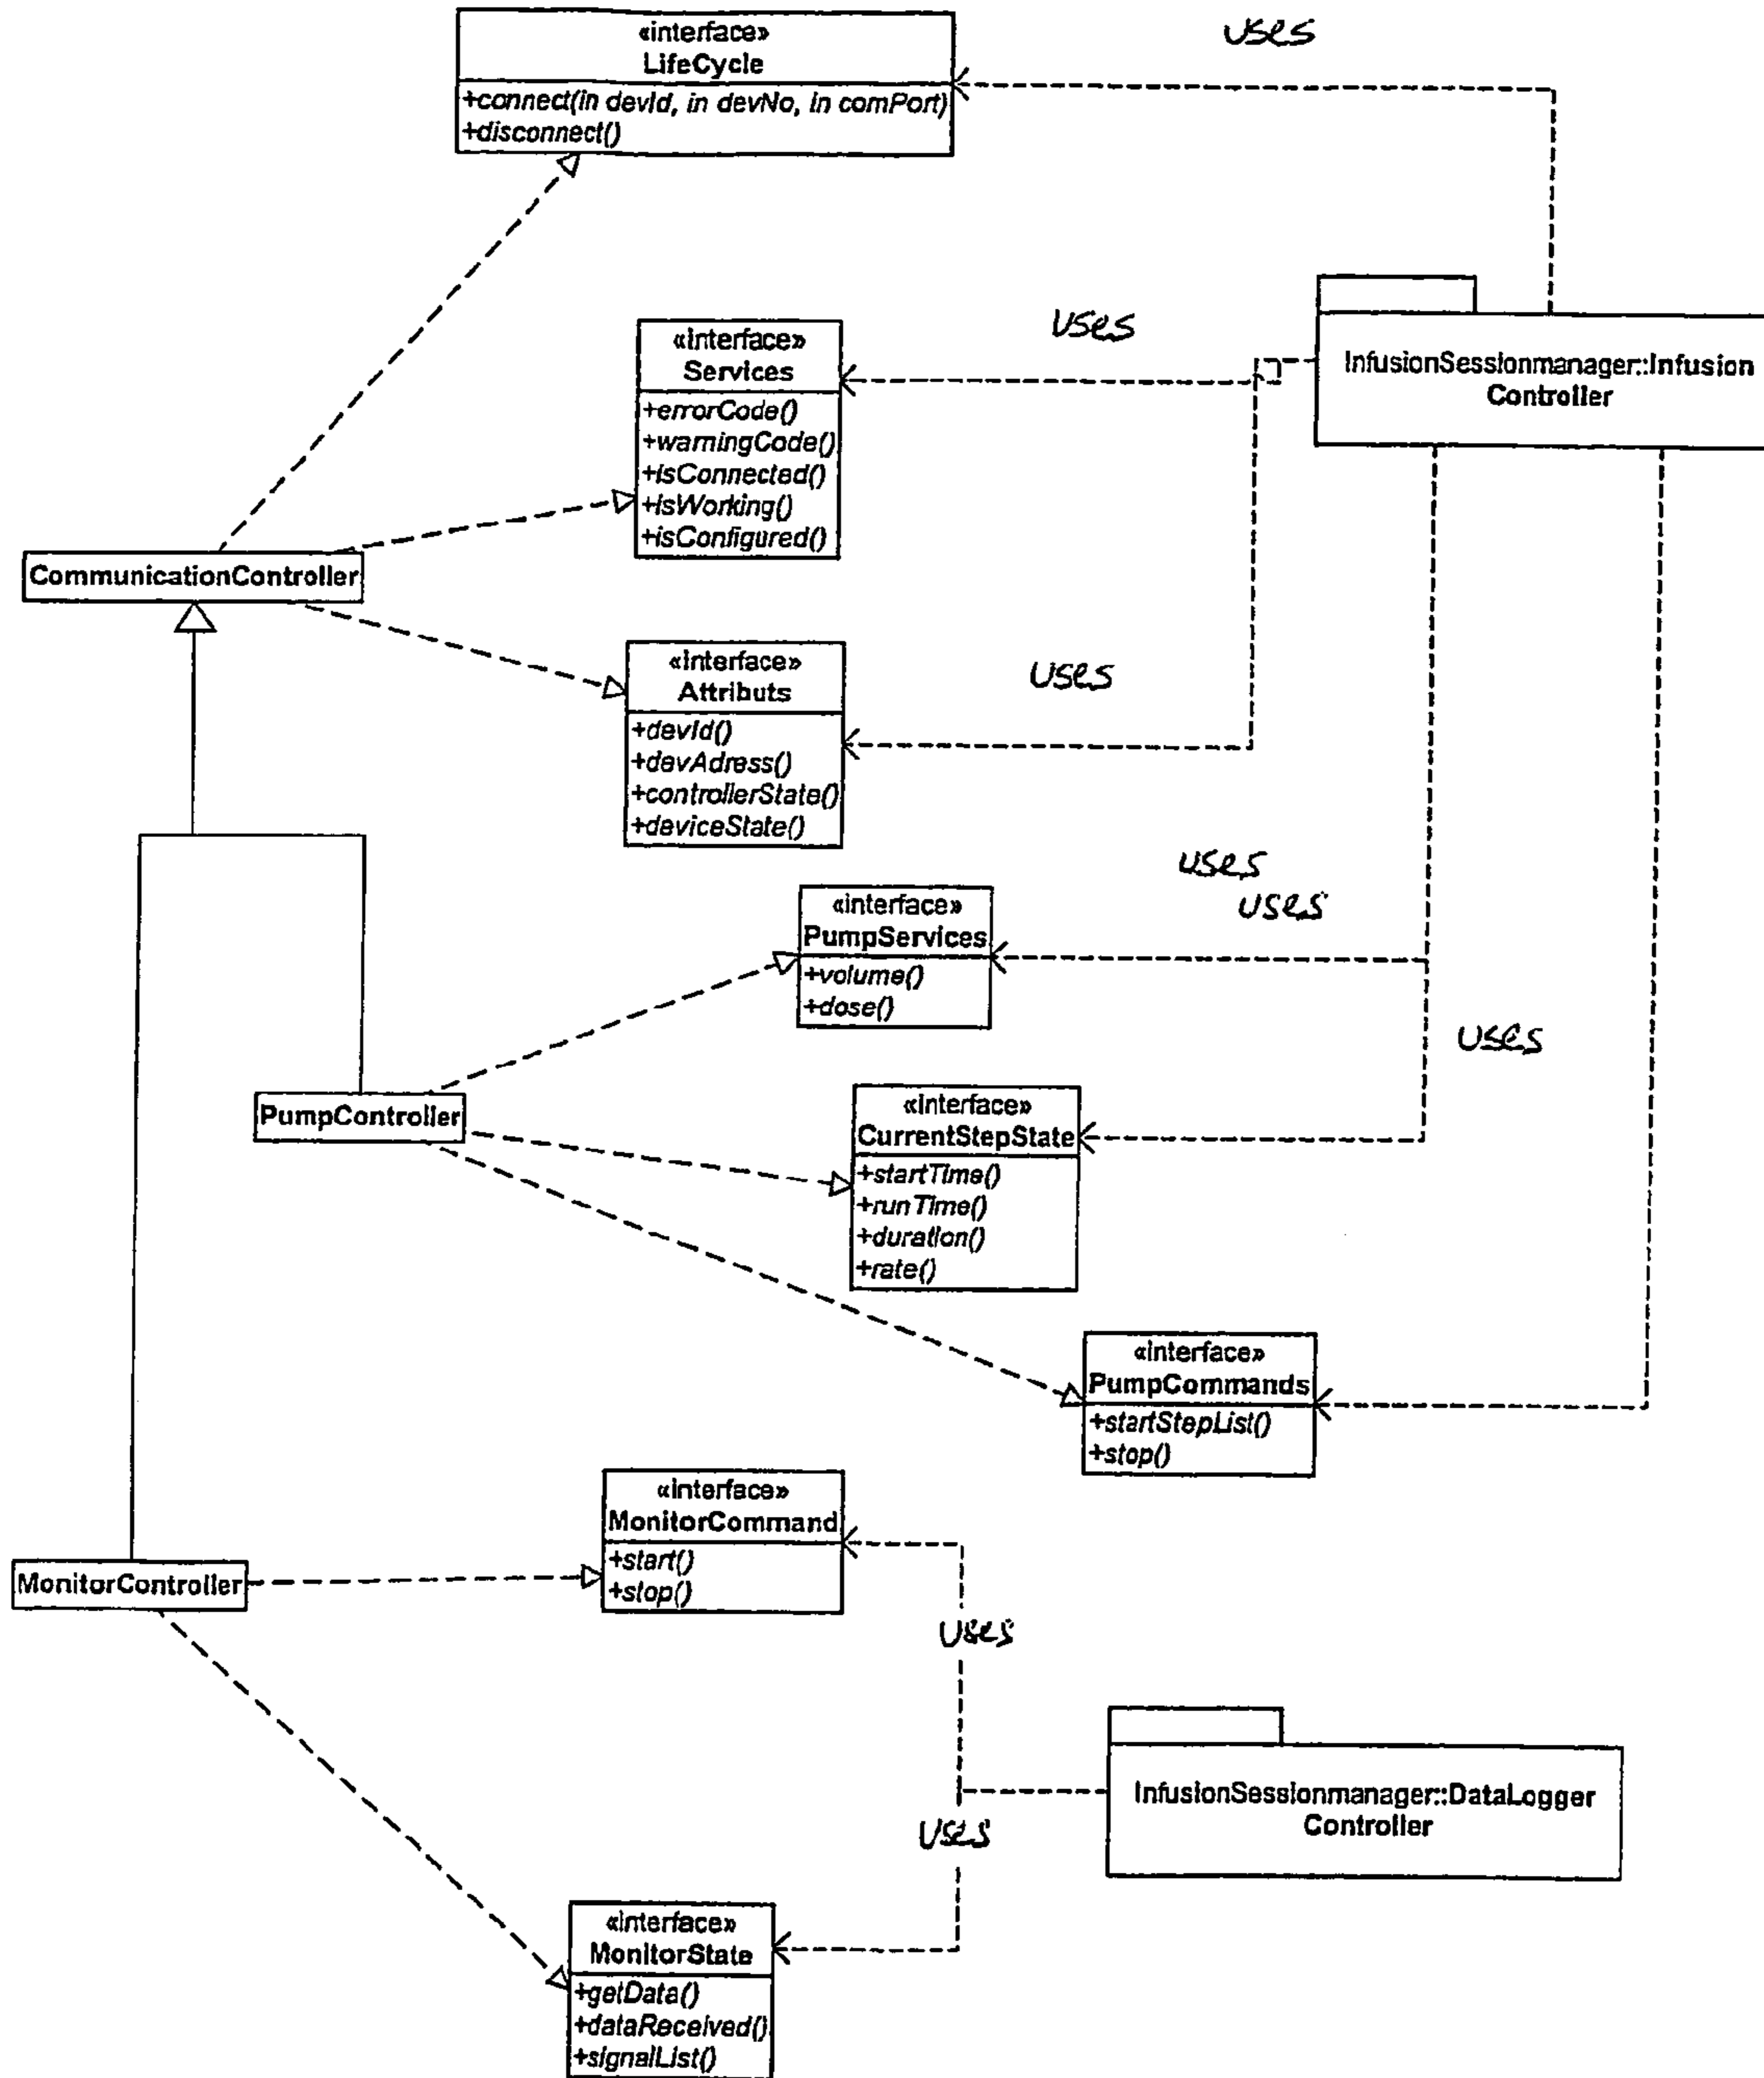 «interface»
LifeCycle
+connect(in devId, in devNo, in comPort)
+disconnect()
uses
«interface»
Services
+errorCode()
+warningCode()
+isConnected()
+isWorking()
+isConfigured()
uses
InfusionSessionmanager::Infusion
Controller
CommunicationController
«interface»
Attributs
+devId()
+devAdress()
+controllerState()
+deviceState()
uses
«interface»
PumpServices
+volume()
+dose()
uses
uses
PumpController
«interface»
CurrentStepState
+startTime()
+runTime()
+duration()
+rate()
uses
«interface»
PumpCommands
+startStepList()
+stop()
«interface»
MonitorCommand
+start()
+stop()
MonitorController
uses
InfusionSessionmanager::DataLogger
Controller
uses
«interface»
MonitorState
+getData()
+dataReceived()
+signalList()